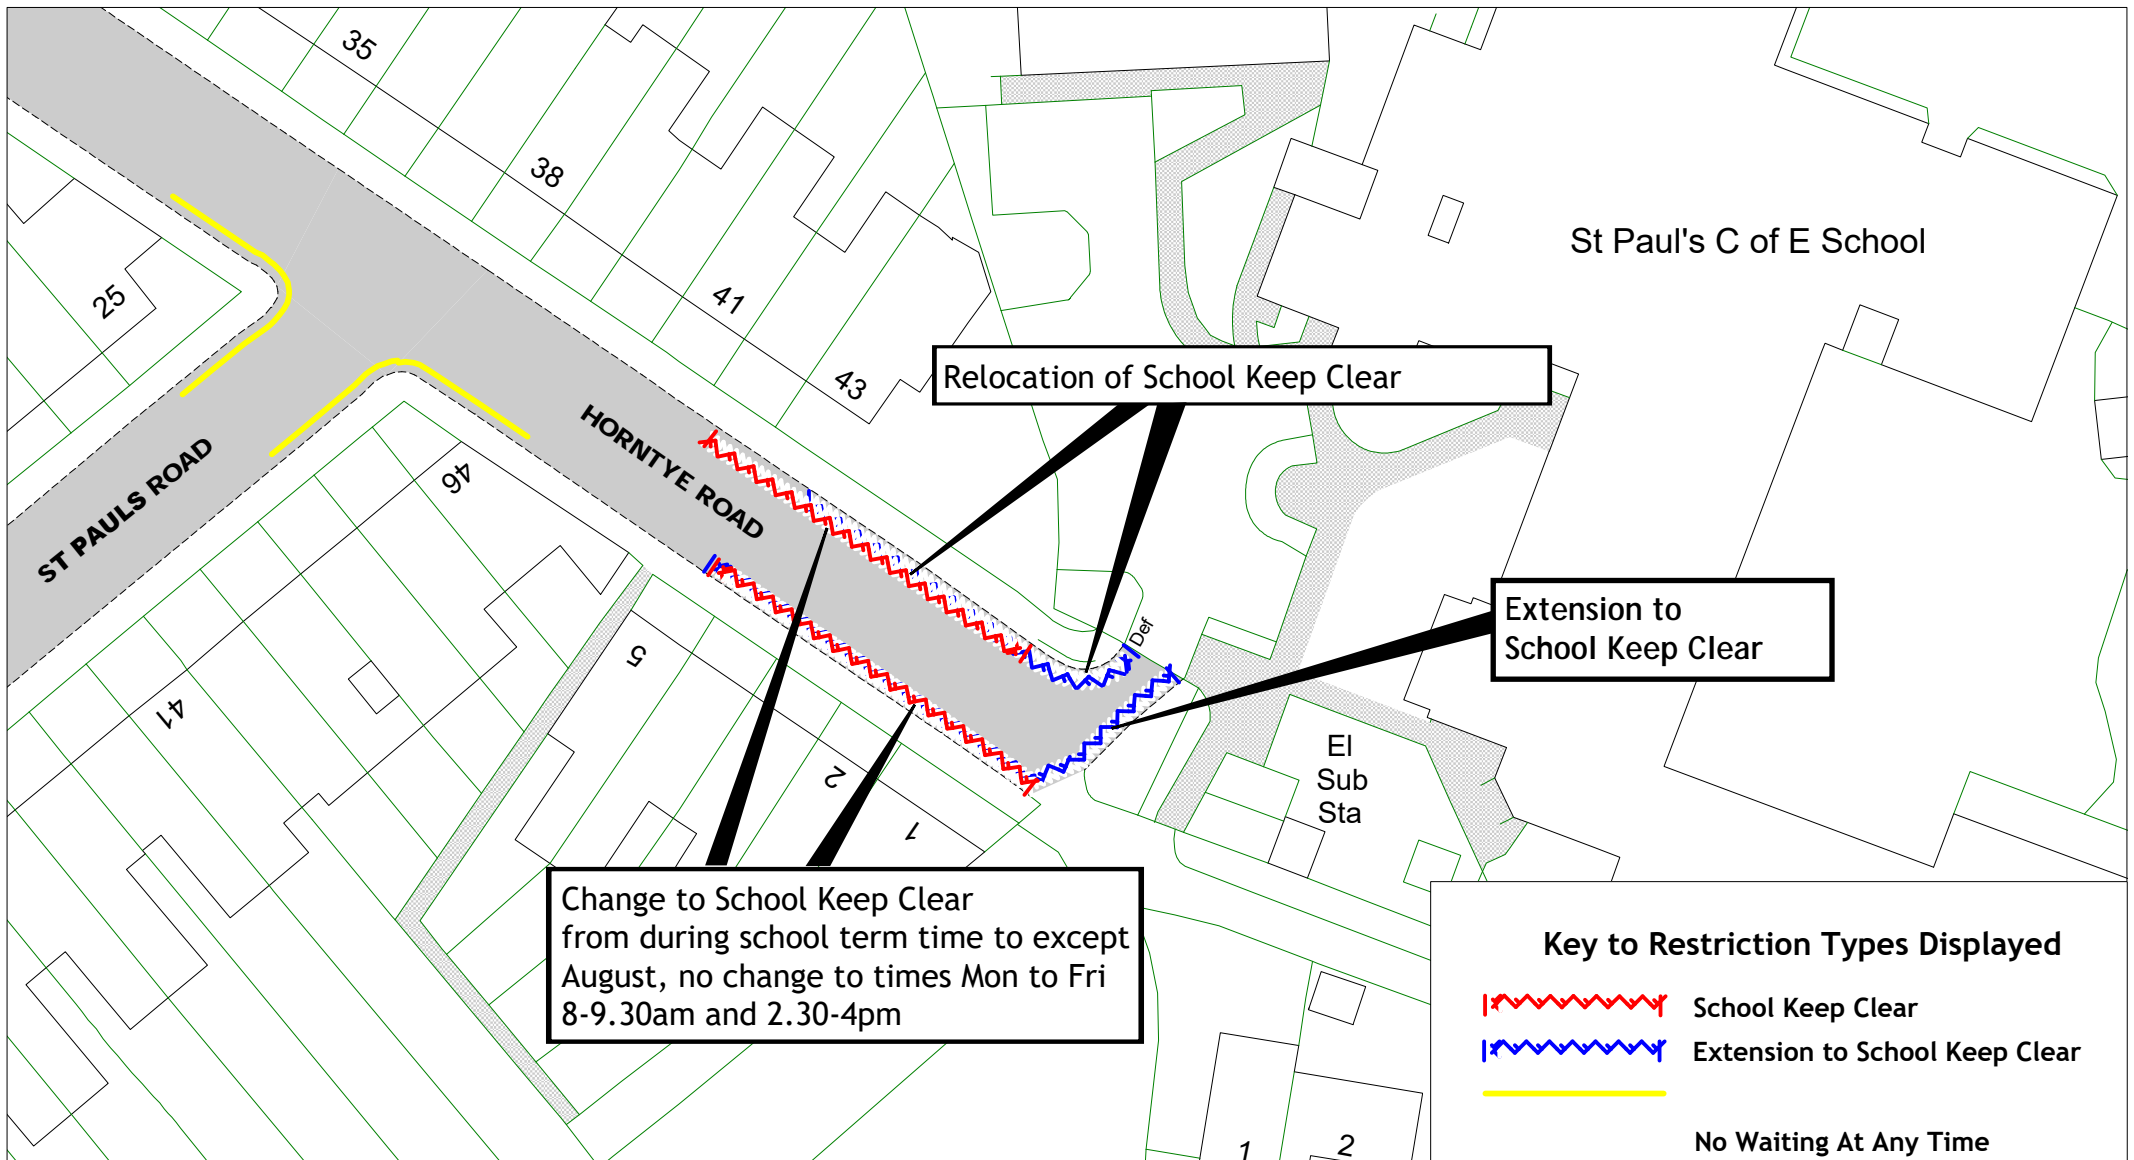 35
38
25
St Paul's C of E School
41
43
Relocation of School Keep Clear
HORNTYE ROAD
ST PAULS ROAD
46
Def
Extension to
School Keep Clear
5
41
El
Sub
Sta
2
1
Change to School Keep Clear
from during school term time to except
August, no change to times Mon to Fri
8-9.30am and 2.30-4pm
Key to Restriction Types Displayed
School Keep Clear
Extension to School Keep Clear
No Waiting At Any Time
1
2